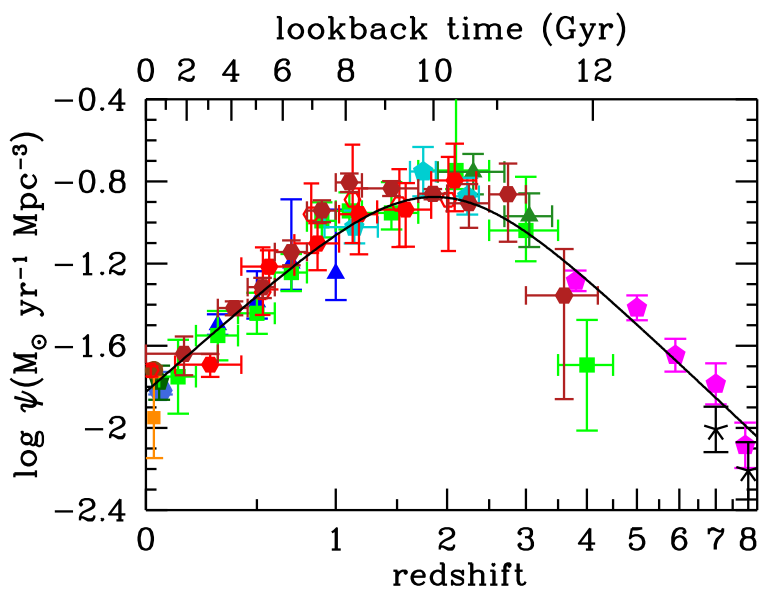 lookback time (Gyr)
0 2 4 6 8 10 12
log ψ(M⊙ yr⁻¹ Mpc⁻³)
−0.4
−0.8
−1.2
−1.6
−2
−2.4
0 1 2 3 4 5 6 7 8
redshift